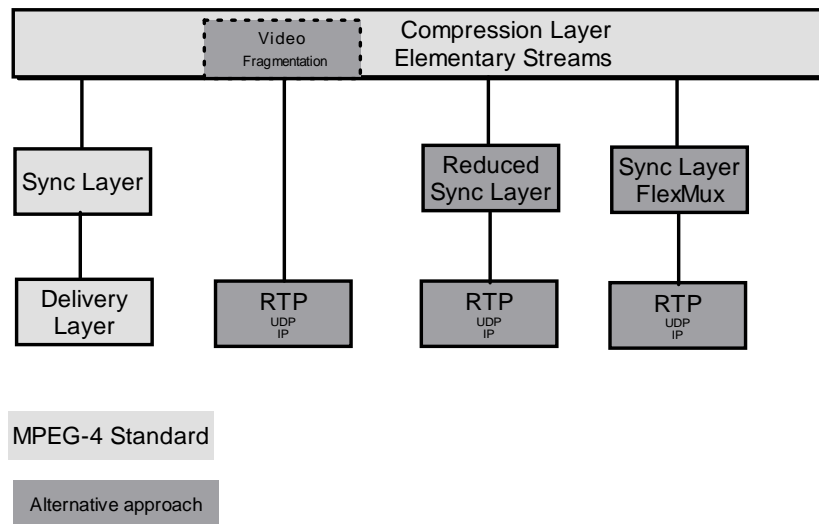 Video
Fragmentation
Compression Layer
Elementary Streams
Sync Layer
Reduced
Sync Layer
Sync Layer
FlexMux
Delivery
Layer
RTP
UDP
IP
RTP
UDP
IP
RTP
UDP
IP
MPEG-4 Standard
Alternative approach